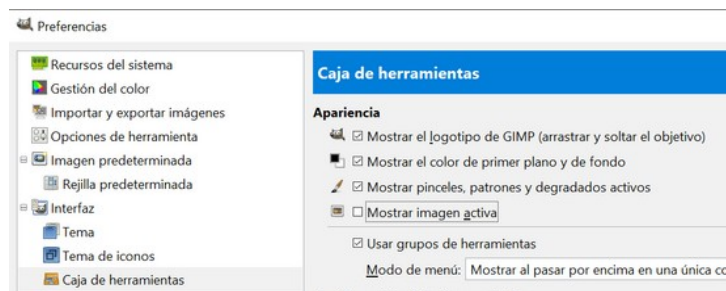 Preferencias
Recursos del sistema
Gestión del color
Importar y exportar imágenes
Opciones de herramienta
Imagen predeterminada
Rejilla predeterminada
Interfaz
Tema
Tema de iconos
Caja de herramientas
Caja de herramientas
Apariencia
Mostrar el logotipo de GIMP (arrastrar y soltar el objetivo)
Mostrar el color de primer plano y de fondo
Mostrar pinceles, patrones y degradados activos
Mostrar imagen activa
Usar grupos de herramientas
Modo de menú: Mostrar al pasar por encima en una única co